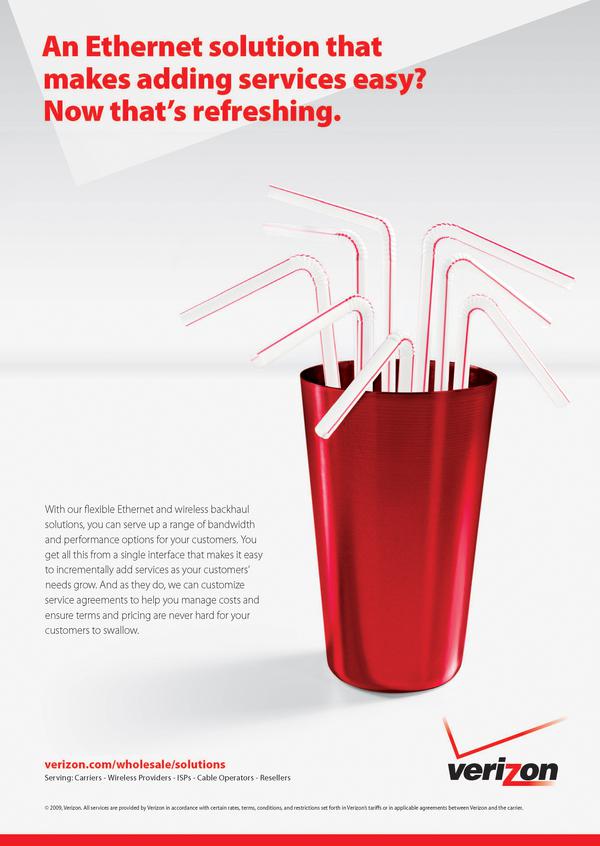 An Ethernet solution that
makes adding services easy?
Now that's refreshing.
With our flexible Ethernet and wireless backhaul
solutions, you can serve up a range of bandwidth
and performance options for your customers. You
get all this from a single interface that makes it easy
to incrementally add services as your customers'
needs grow. And as they do, we can customize
service agreements to help you manage costs and
ensure terms and pricing are never hard for your
customers to swallow.
verizon.com/wholesale/solutions
Serving: Carriers - Wireless Providers - ISPs - Cable Operators - Resellers
verizon
© 2009, Verizon. All services are provided by Verizon in accordance with certain rates, terms, conditions, and restrictions set forth in Verizon's tariffs or in applicable agreements between Verizon and the carrier.